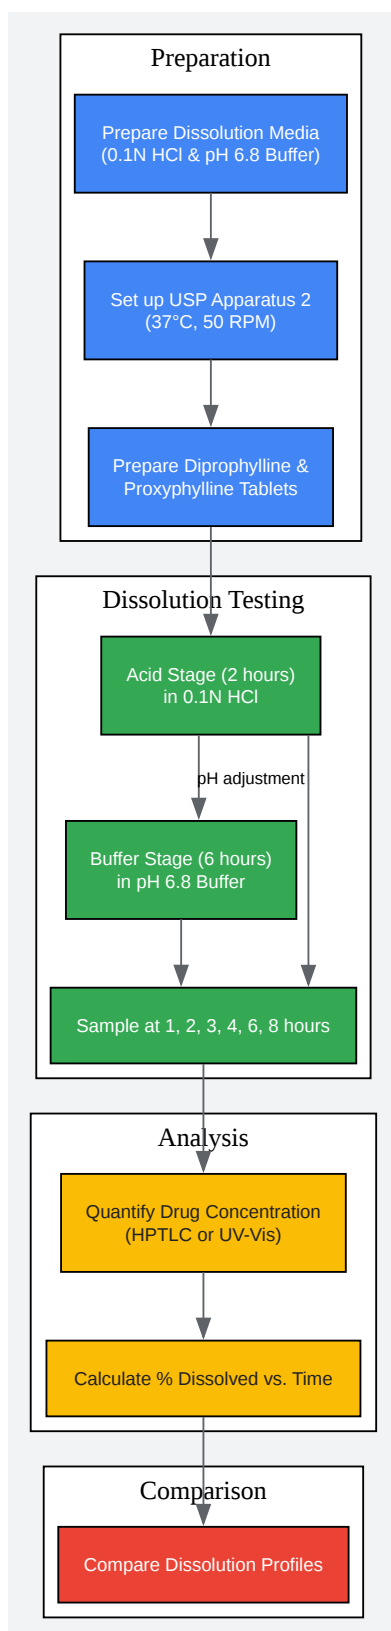 Preparation
Prepare Dissolution Media
(0.1N HCl & pH 6.8 Buffer)
Set up USP Apparatus 2
(37°C, 50 RPM)
Prepare Diprophylline &
Proxyphylline Tablets
Dissolution Testing
Acid Stage (2 hours)
in 0.1N HCl
pH adjustment
Buffer Stage (6 hours)
in pH 6.8 Buffer
Sample at 1, 2, 3, 4, 6, 8 hours
Analysis
Quantify Drug Concentration
(HPTLC or UV-Vis)
Calculate % Dissolved vs. Time
Comparison
Compare Dissolution Profiles